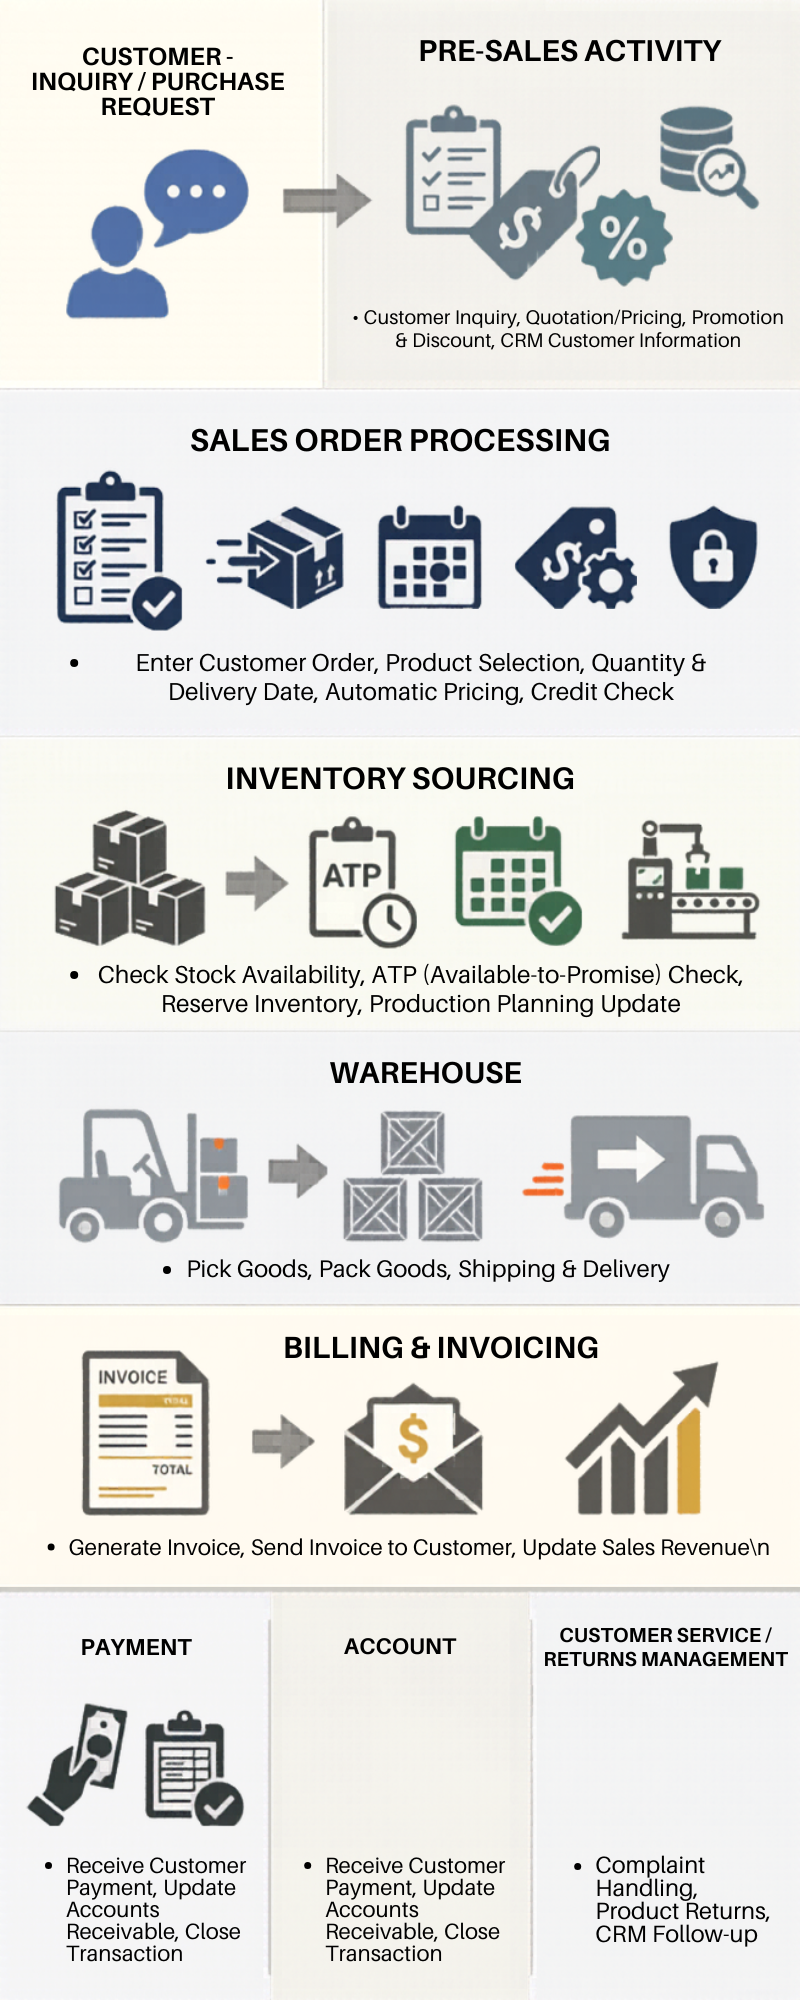 CUSTOMER -
INQUIRY / PURCHASE
REQUEST
PRE-SALES ACTIVITY
$
%
• Customer Inquiry, Quotation/Pricing, Promotion
& Discount, CRM Customer Information
SALES ORDER PROCESSING
$
• Enter Customer Order, Product Selection, Quantity &
Delivery Date, Automatic Pricing, Credit Check
INVENTORY SOURCING
ATP
• Check Stock Availability, ATP (Available-to-Promise) Check,
Reserve Inventory, Production Planning Update
WAREHOUSE
• Pick Goods, Pack Goods, Shipping & Delivery
BILLING & INVOICING
INVOICE
TOTAL
$
• Generate Invoice, Send Invoice to Customer, Update Sales Revenue\n
PAYMENT
• Receive Customer
Payment, Update
Accounts
Receivable, Close
Transaction
ACCOUNT
• Receive Customer
Payment, Update
Accounts
Receivable, Close
Transaction
CUSTOMER SERVICE /
RETURNS MANAGEMENT
• Complaint
Handling,
Product Returns,
CRM Follow-up